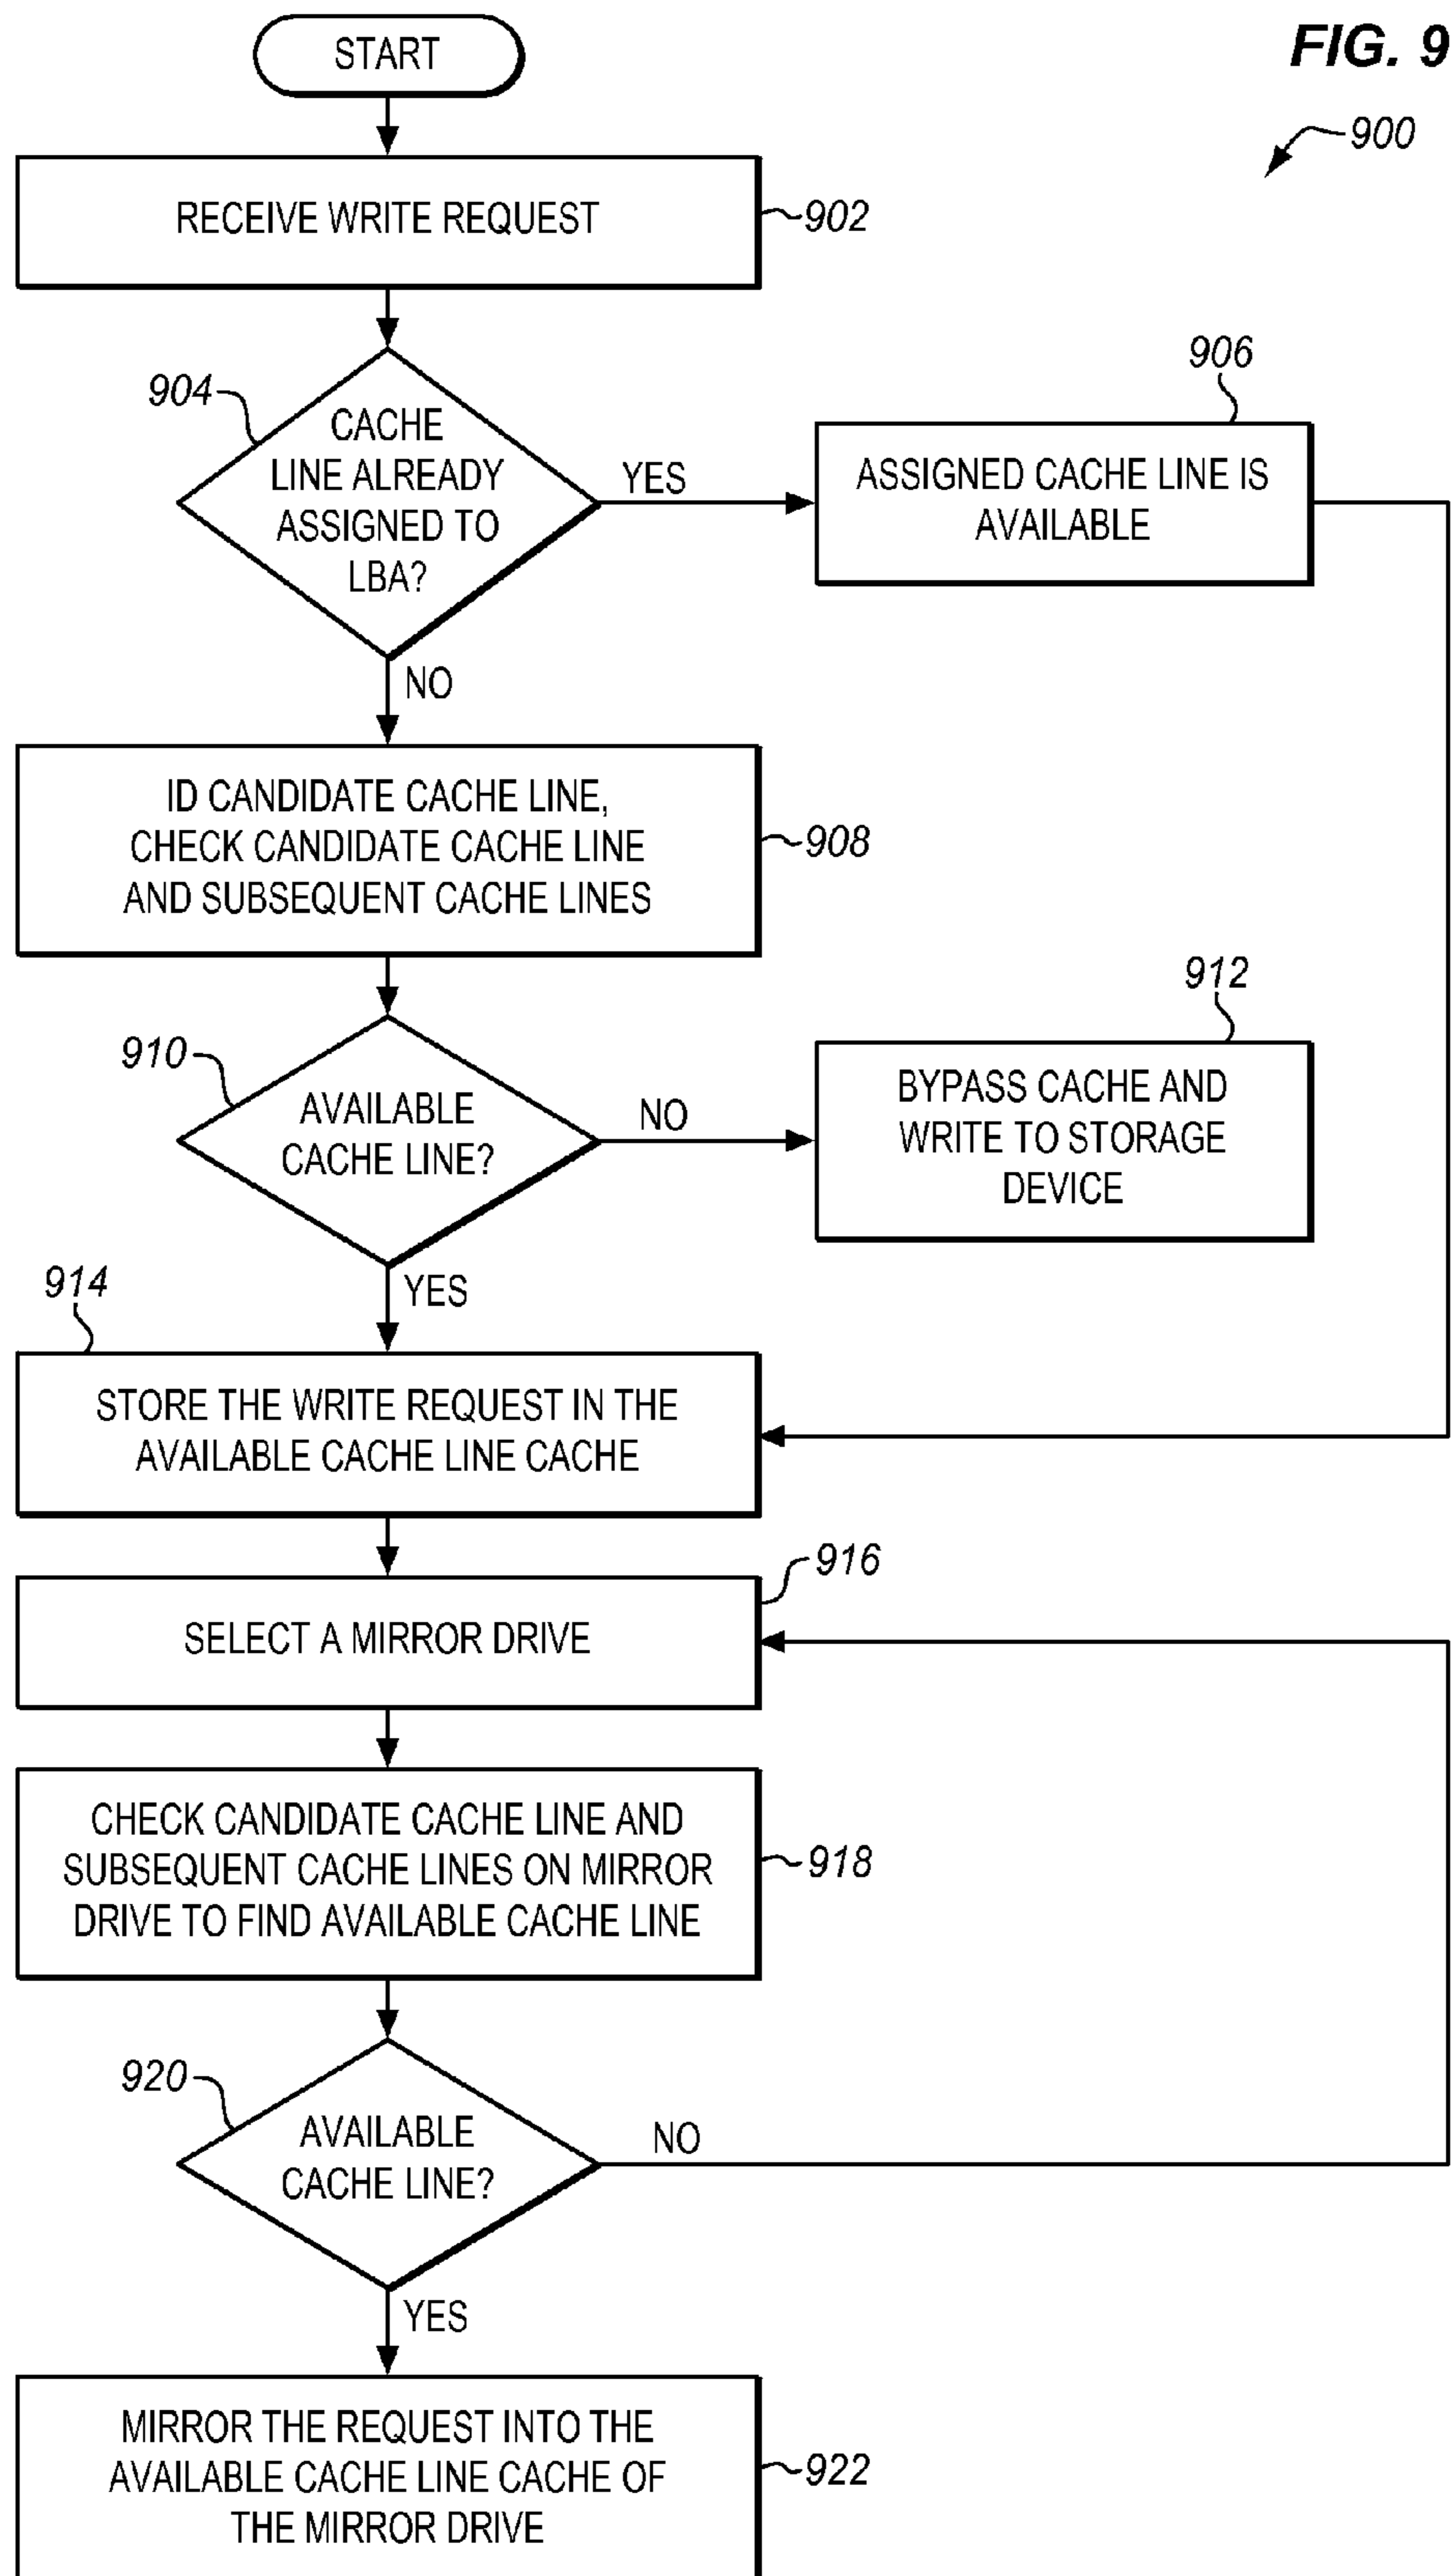 START
FIG. 9
900
RECEIVE WRITE REQUEST
902
904
CACHE
LINE ALREADY
ASSIGNED TO
LBA?
YES
906
ASSIGNED CACHE LINE IS
AVAILABLE
NO
ID CANDIDATE CACHE LINE,
CHECK CANDIDATE CACHE LINE
AND SUBSEQUENT CACHE LINES
908
910
AVAILABLE
CACHE LINE?
NO
912
BYPASS CACHE AND
WRITE TO STORAGE
DEVICE
YES
914
STORE THE WRITE REQUEST IN THE
AVAILABLE CACHE LINE CACHE
916
SELECT A MIRROR DRIVE
CHECK CANDIDATE CACHE LINE AND
SUBSEQUENT CACHE LINES ON MIRROR
DRIVE TO FIND AVAILABLE CACHE LINE
918
920
AVAILABLE
CACHE LINE?
NO
YES
MIRROR THE REQUEST INTO THE
AVAILABLE CACHE LINE CACHE OF
THE MIRROR DRIVE
922